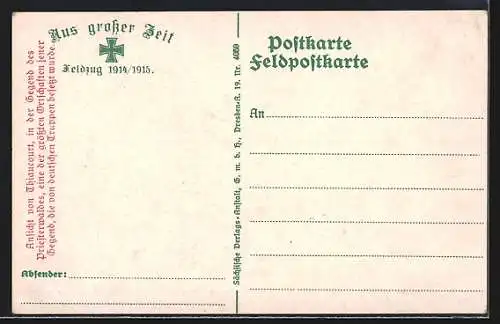 Aus großer Zeit
Feldzug 1914/1915.
Ansicht von Thiaucourt, in der Gegend des
Priesterwaldes, eine der größten Ortschaften jener
Gegend, die von deutschen Truppen besetzt wurde.
Absender:
Sächsische Verlags-Anstalt, G. m. b. H., Dresden-A. 19. Nr. 4069
Postkarte
Feldpostkarte
An